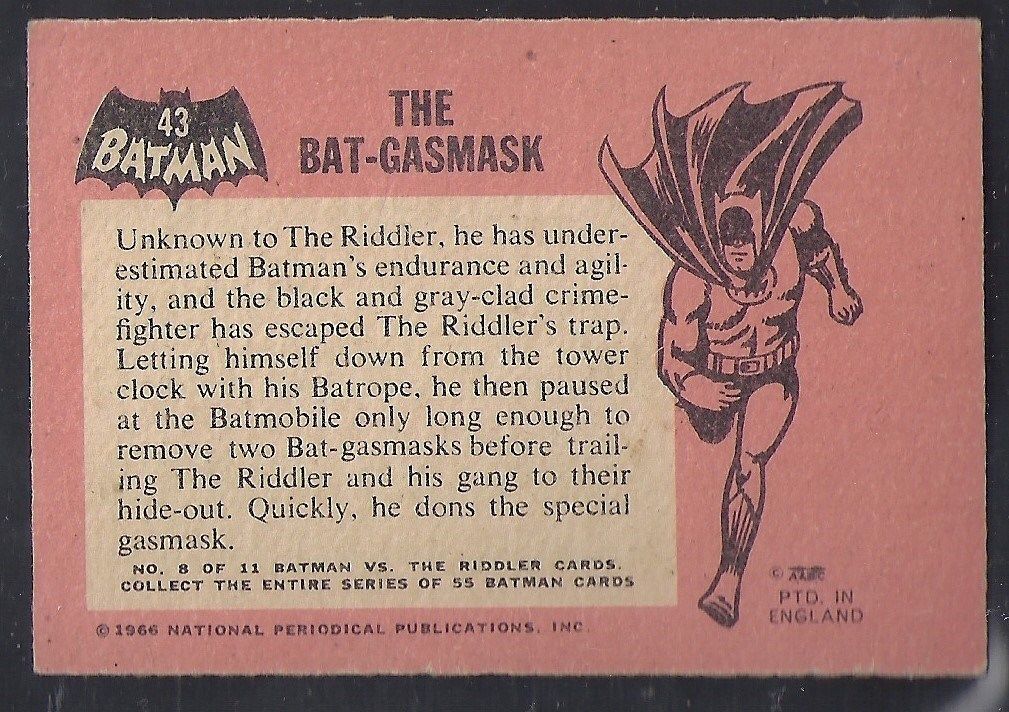 43
BATMAN
THE
BAT-GASMASK
Unknown to The Riddler, he has under-
estimated Batman's endurance and agil-
ity, and the black and gray-clad crime-
fighter has escaped The Riddler's trap.
Letting himself down from the tower
clock with his Batrope, he then paused
at the Batmobile only long enough to
remove two Bat-gasmasks before trail-
ing The Riddler and his gang to their
hide-out. Quickly, he dons the special
gasmask.
NO. 8 OF 11 BATMAN VS. THE RIDDLER CARDS.
COLLECT THE ENTIRE SERIES OF 55 BATMAN CARDS
© 1966 NATIONAL PERIODICAL PUBLICATIONS, INC.
©
PTD. IN
ENGLAND